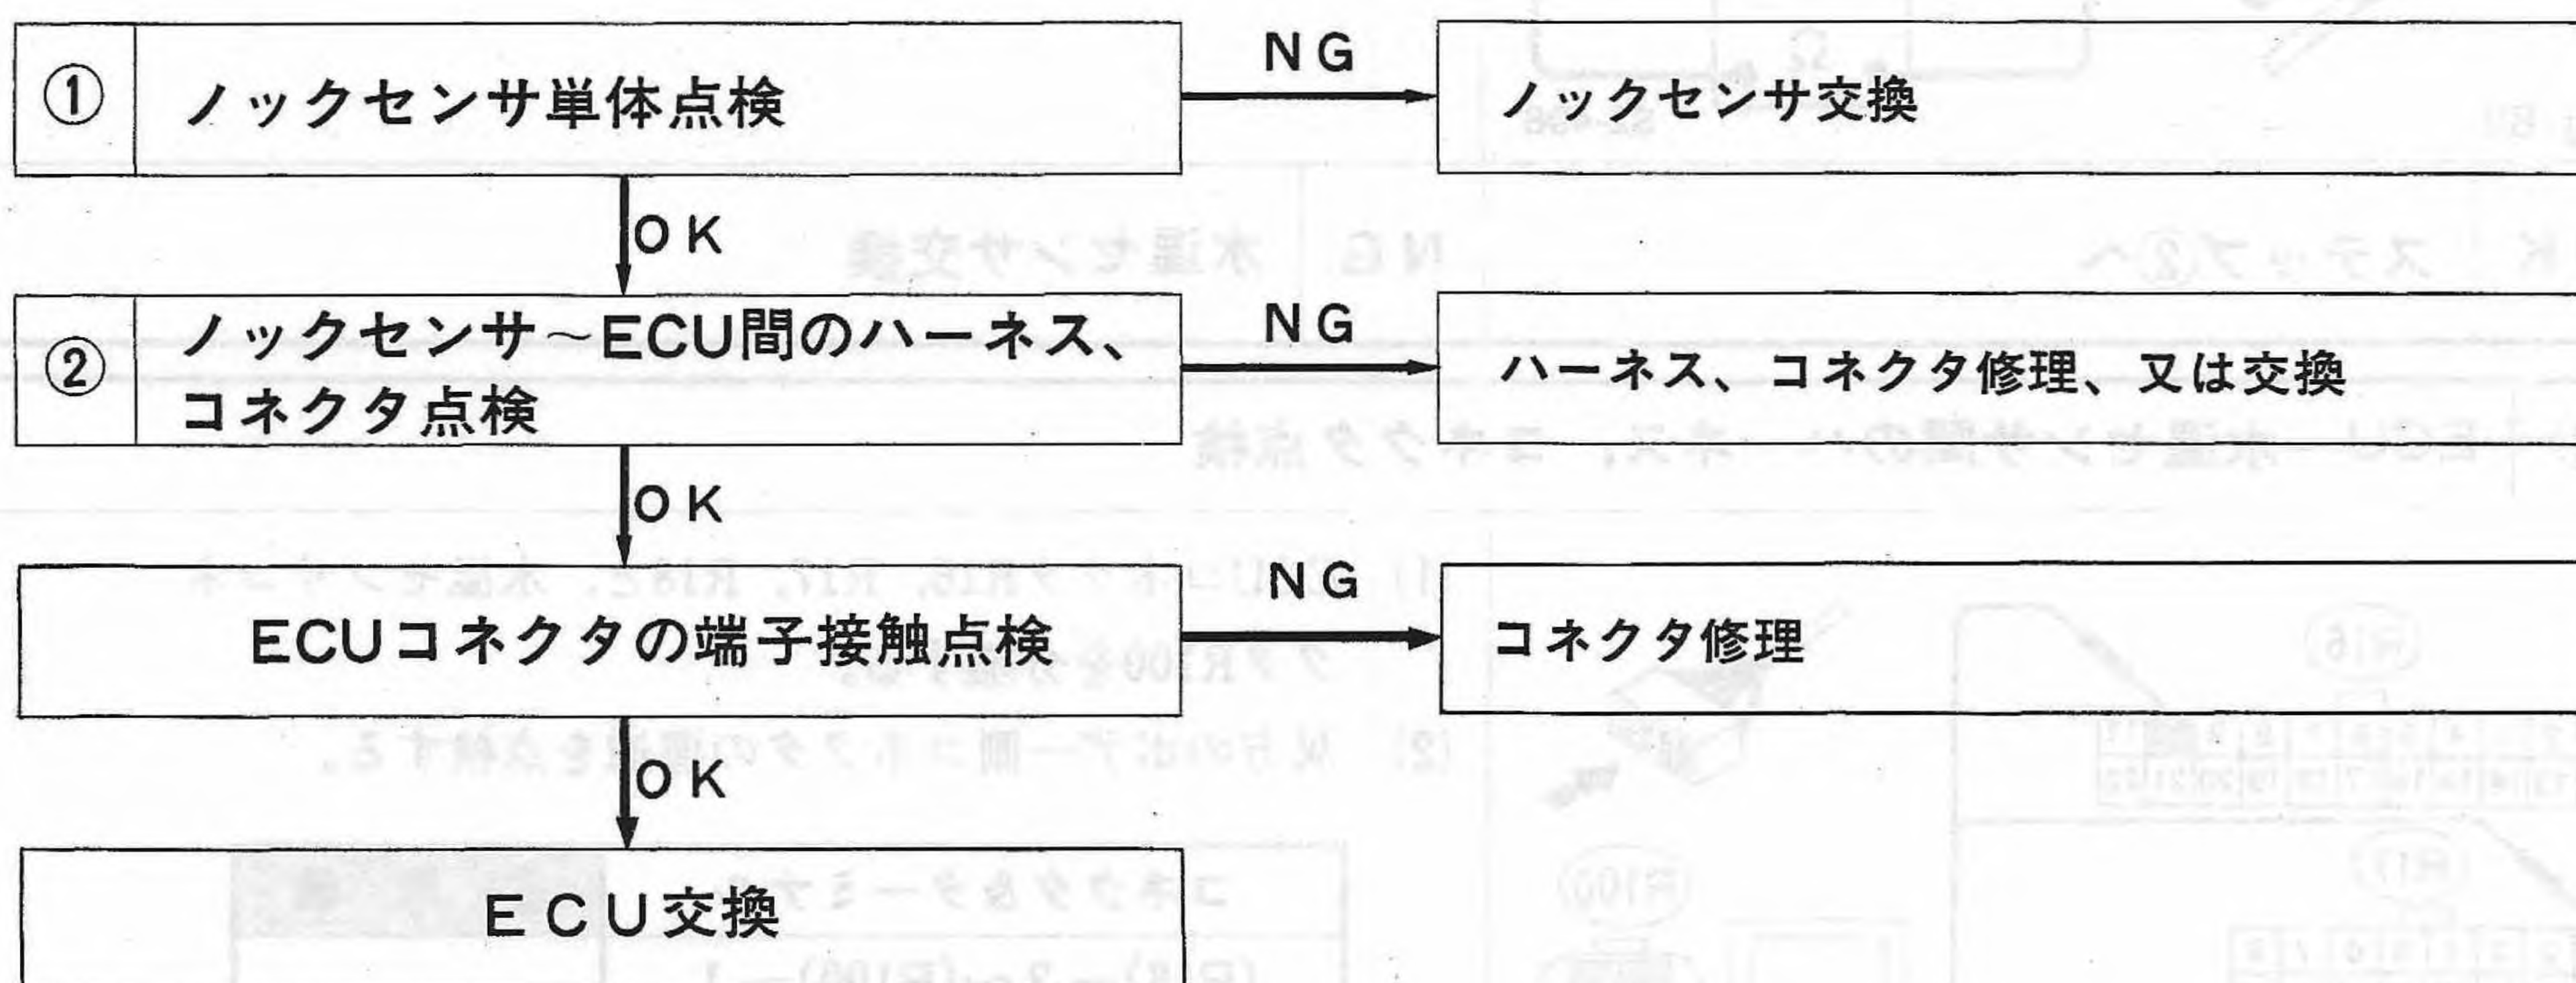 ① ノックセンサ単体点検
NG
ノックセンサ交換
OK
② ノックセンサ～ECU間のハーネス、
コネクタ点検
NG
ハーネス、コネクタ修理、又は交換
OK
ECUコネクタの端子接触点検
NG
コネクタ修理
OK
ECU交換